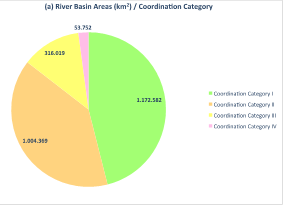 (a) River Basin Areas (km²) / Coordination Category
53.752
316.019
1.172.582
1.004.369
Coordination Category I
Coordination Category II
Coordination Category III
Coordination Category IV